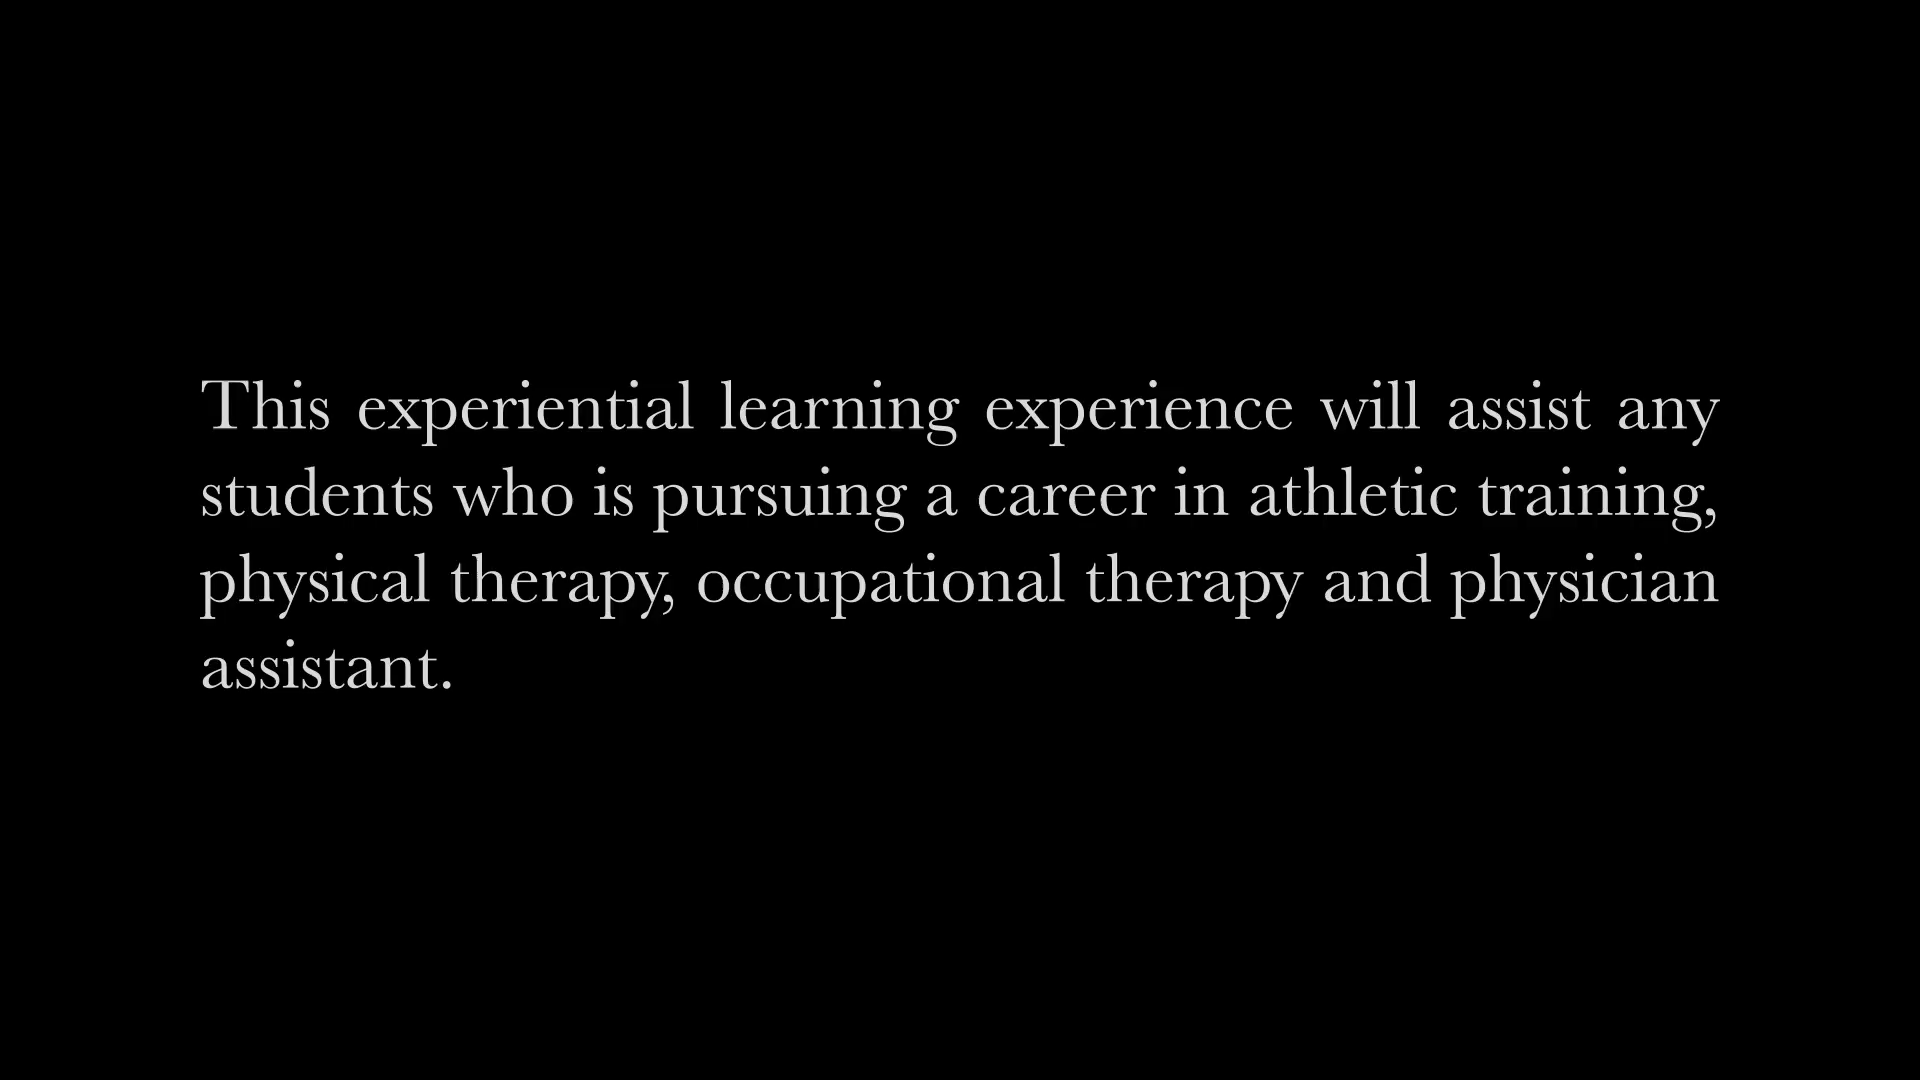 This experiential learning experience will assist any
students who is pursuing a career in athletic training,
physical therapy, occupational therapy and physician
assistant.